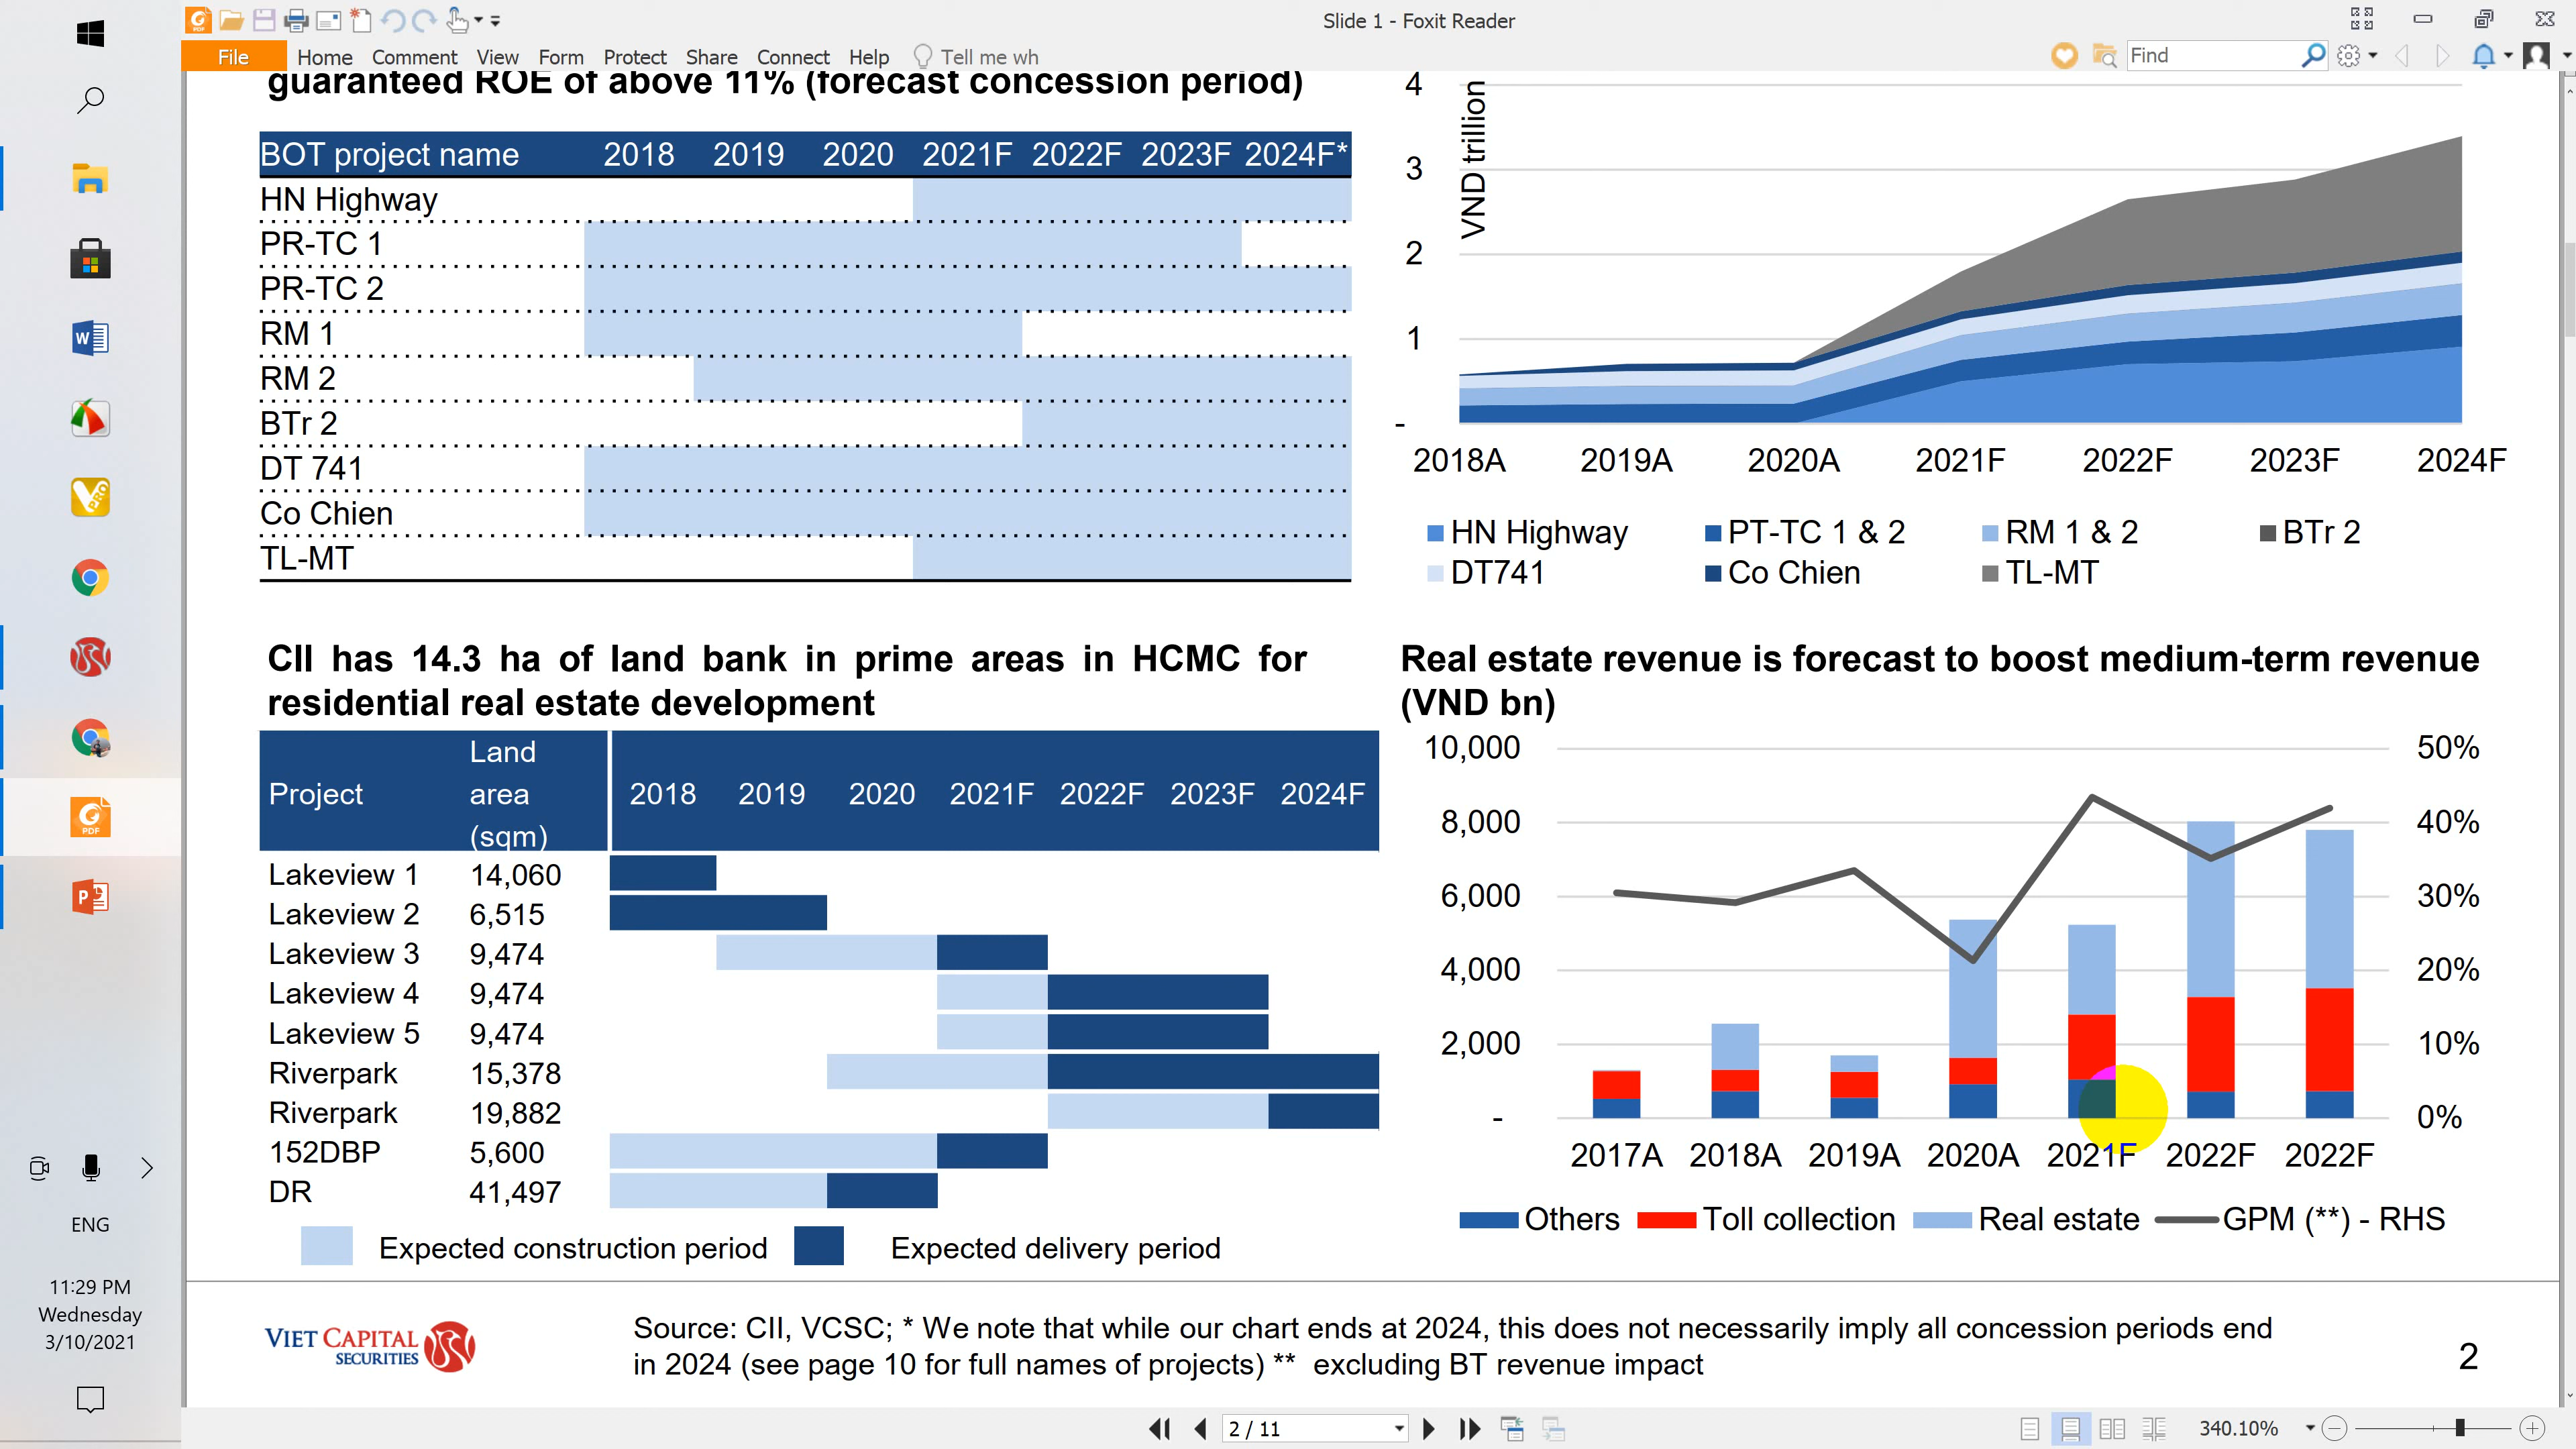 Slide 1 - Foxit Reader
File Home Comment View Form Protect Share Connect Help Tell me wh Find
guaranteed ROE of above 11% (forecast concession period)
BOT project name 2018 2019 2020 2021F 2022F 2023F 2024F*
HN Highway
PR-TC 1
PR-TC 2
RM 1
RM 2
BTr 2
DT 741
Co Chien
TL-MT
VND trillion
4
3
2
1
-
2018A 2019A 2020A 2021F 2022F 2023F 2024F
HN Highway PT-TC 1 & 2 RM 1 & 2 BTr 2
DT741 Co Chien TL-MT
CII has 14.3 ha of land bank in prime areas in HCMC for
residential real estate development
Project Land area (sqm) 2018 2019 2020 2021F 2022F 2023F 2024F
Lakeview 1 14,060
Lakeview 2 6,515
Lakeview 3 9,474
Lakeview 4 9,474
Lakeview 5 9,474
Riverpark 15,378
Riverpark 19,882
152DBP 5,600
DR 41,497
Expected construction period Expected delivery period
Real estate revenue is forecast to boost medium-term revenue
(VND bn)
10,000 50%
8,000 40%
6,000 30%
4,000 20%
2,000 10%
- 0%
2017A 2018A 2019A 2020A 2021F 2022F 2022F
Others Toll collection Real estate GPM (**) - RHS
VIET CAPITAL
SECURITIES
Source: CII, VCSC; * We note that while our chart ends at 2024, this does not necessarily imply all concession periods end
in 2024 (see page 10 for full names of projects) ** excluding BT revenue impact
2
2 / 11
340.10%
ENG
11:29 PM
Wednesday
3/10/2021